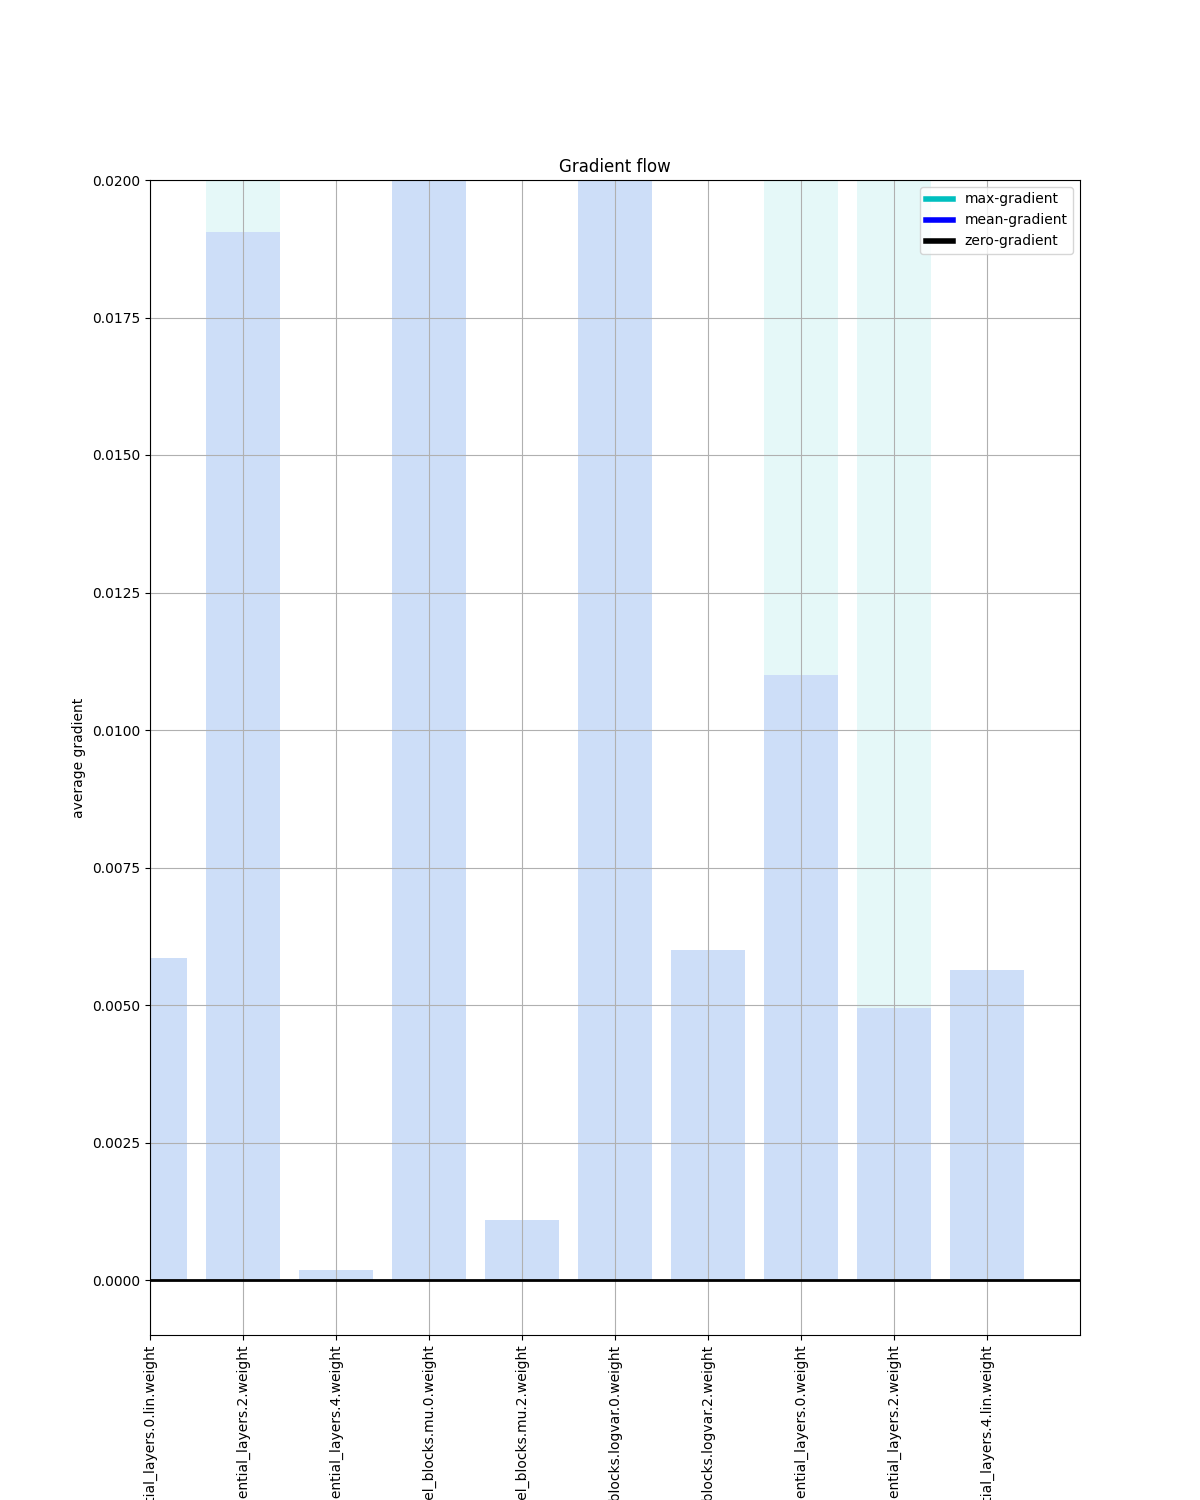 Gradient flow
max-gradient
mean-gradient
zero-gradient
0.0200
0.0175
0.0150
0.0125
0.0100
0.0075
0.0050
0.0025
0.0000
average gradient
tial_layers.0.lin.weight
ential_layers.2.weight
ential_layers.4.weight
el_blocks.mu.0.weight
el_blocks.mu.2.weight
blocks.logvar.0.weight
blocks.logvar.2.weight
ential_layers.0.weight
ential_layers.2.weight
tial_layers.4.lin.weight